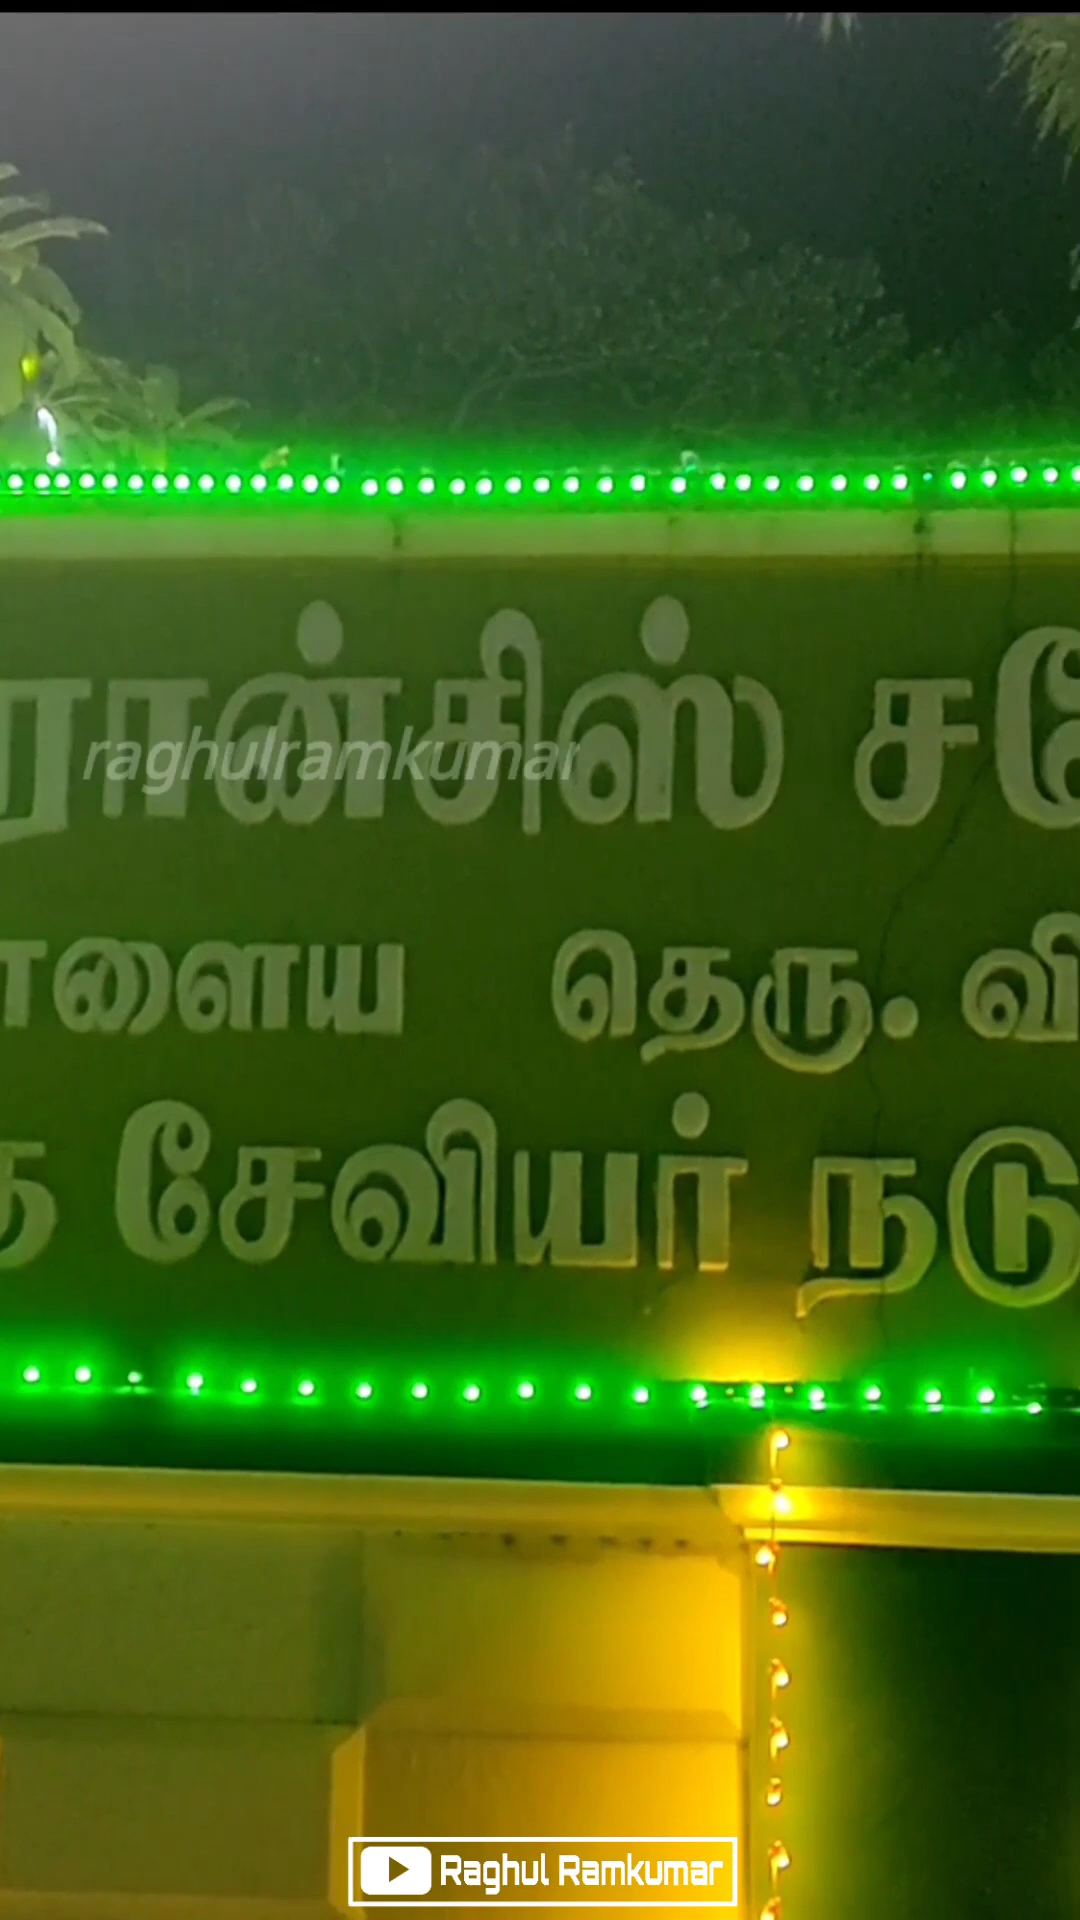 ரான்சிஸ் சே
raghulramkumar
ளைய தெரு. வி
சேவியர் நடு
Raghul Ramkumar